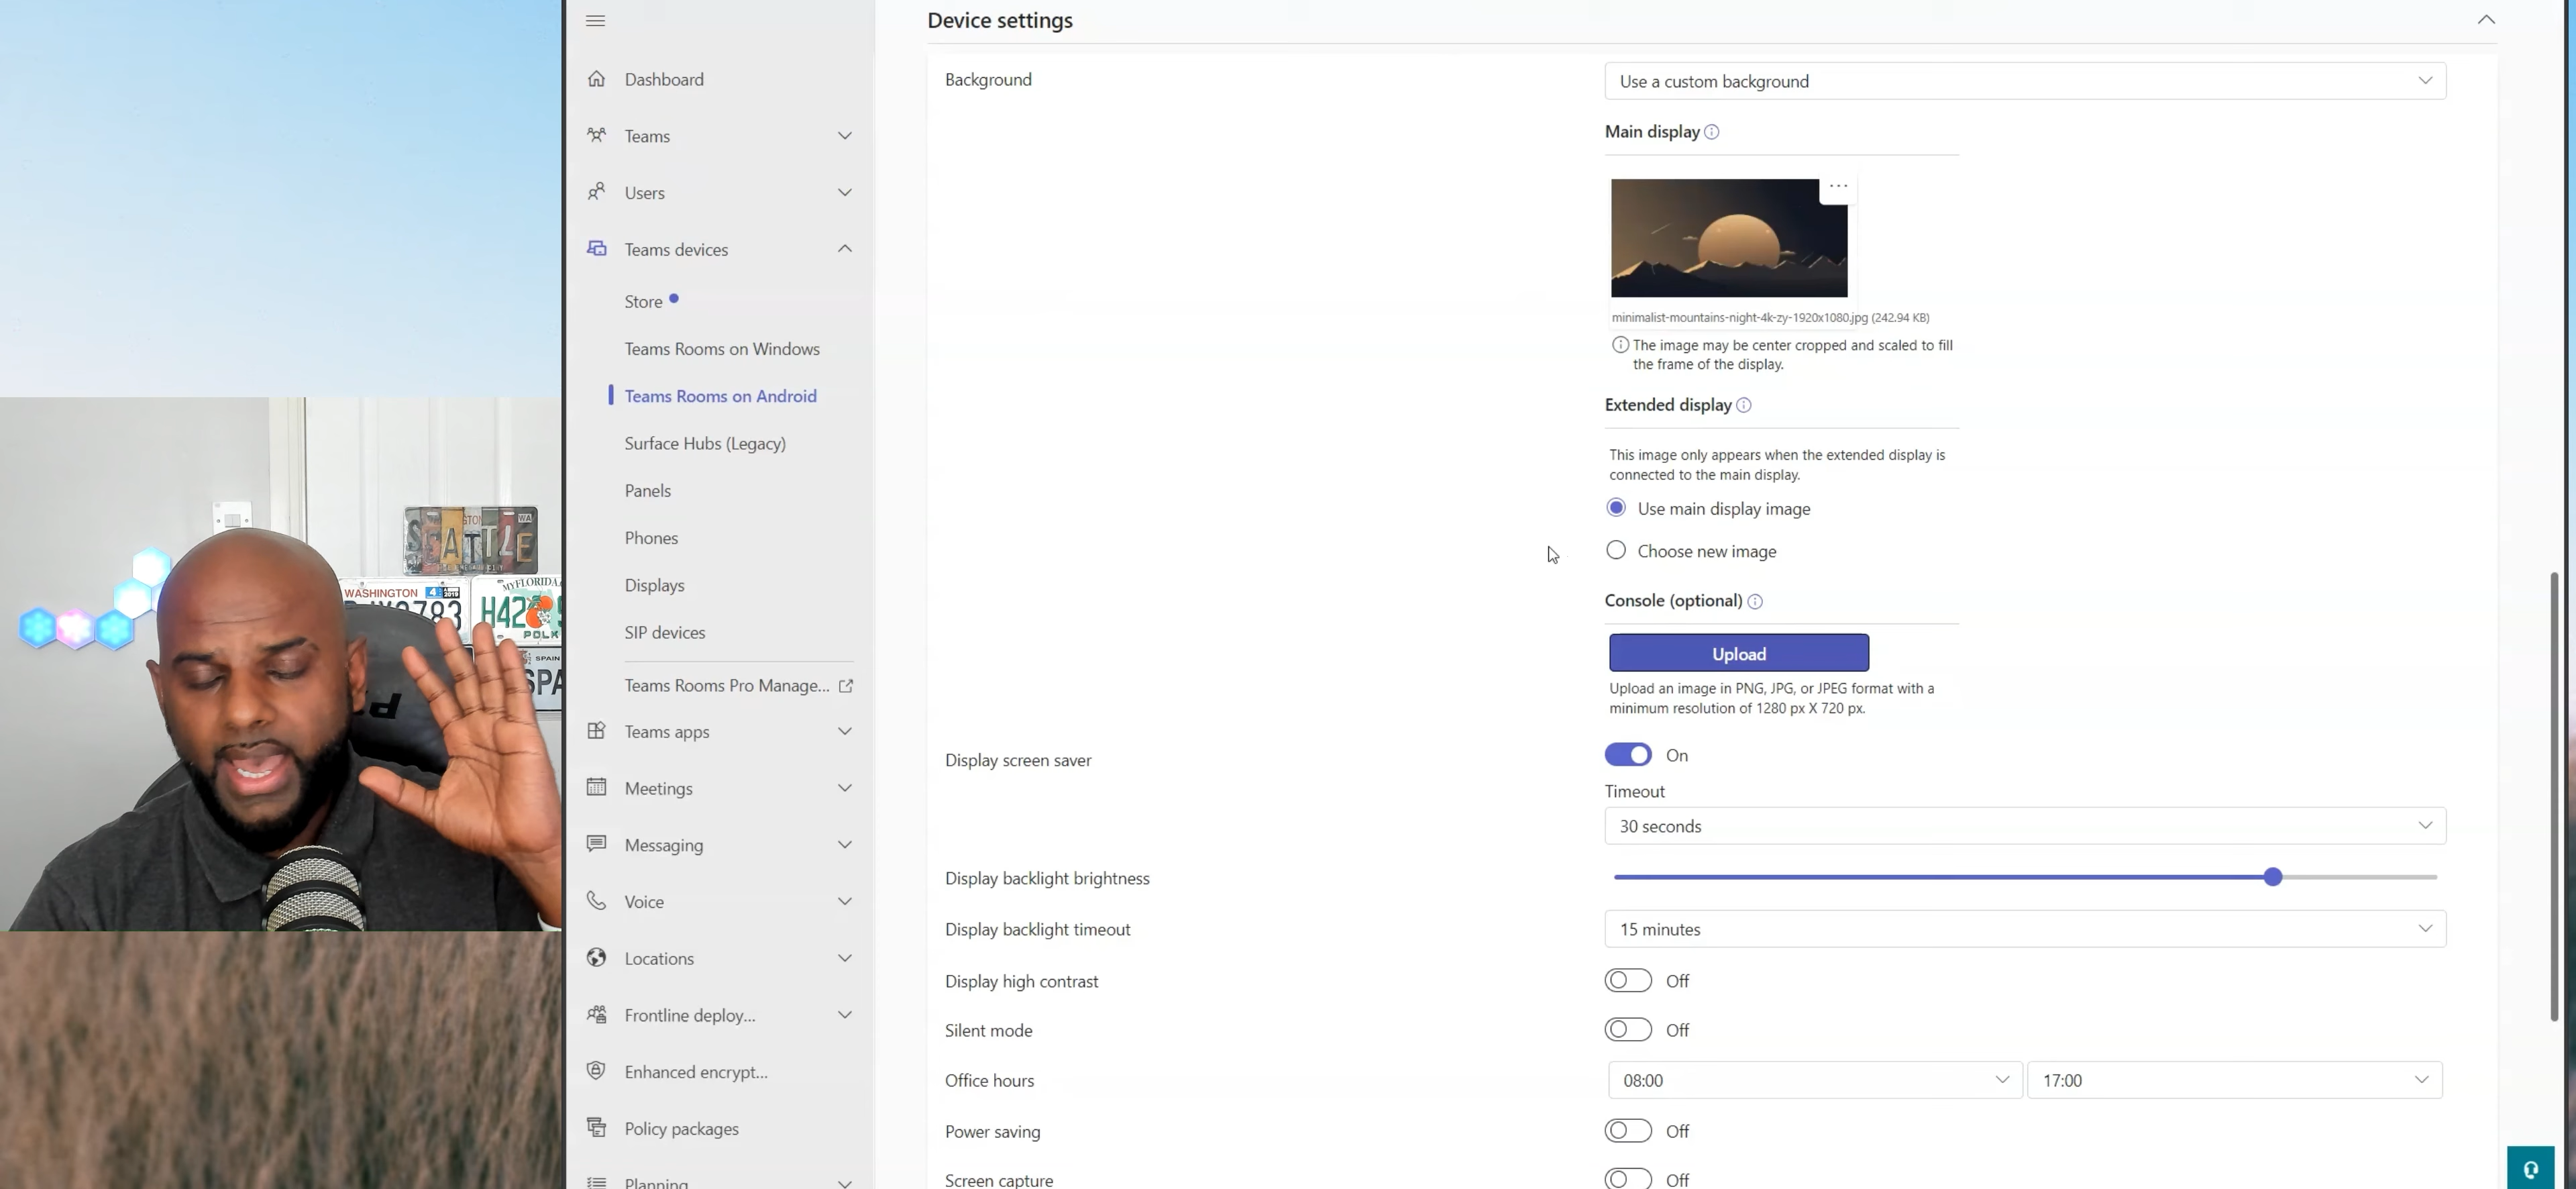 Device settings
Background
Use a custom background
Main display
minimalist-mountains-night-4k-zy-1920x1080.jpg (242.94 KB)
The image may be center cropped and scaled to fill
the frame of the display.
Extended display
This image only appears when the extended display is
connected to the main display.
Use main display image
Choose new image
Console (optional)
Upload
Upload an image in PNG, JPG, or JPEG format with a
minimum resolution of 1280 px X 720 px.
Display screen saver
On
Timeout
30 seconds
Display backlight brightness
Display backlight timeout
15 minutes
Display high contrast
Off
Silent mode
Off
Office hours
08:00
17:00
Power saving
Off
Screen capture
Off
Dashboard
Teams
Users
Teams devices
Store
Teams Rooms on Windows
Teams Rooms on Android
Surface Hubs (Legacy)
Panels
Phones
Displays
SIP devices
Teams Rooms Pro Manage...
Teams apps
Meetings
Messaging
Voice
Locations
Frontline deploy...
Enhanced encrypt...
Policy packages
Planning
SEATTLE
WA
WASHINGTON
MYFLORIDA
H42
POLK
SPAIN
SPA